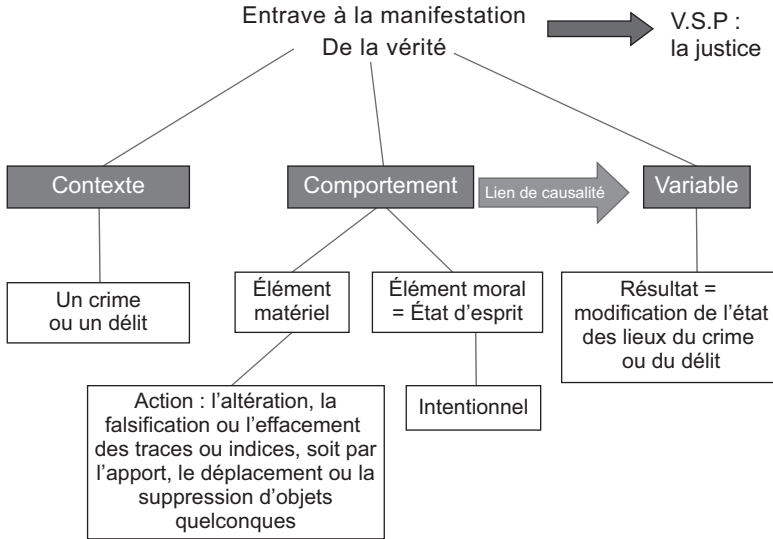 Entrave à la manifestation
De la vérité
V.S.P :
la justice
Contexte
Comportement
Lien de causalité
Variable
Un crime
ou un délit
Élément
matériel
Élément moral
= État d'esprit
Résultat =
modification de l'état
des lieux du crime
ou du délit
Action : l'altération, la
falsification ou l'effacement
des traces ou indices, soit par
l'apport, le déplacement ou la
suppression d'objets
quelconques
Intentionnel